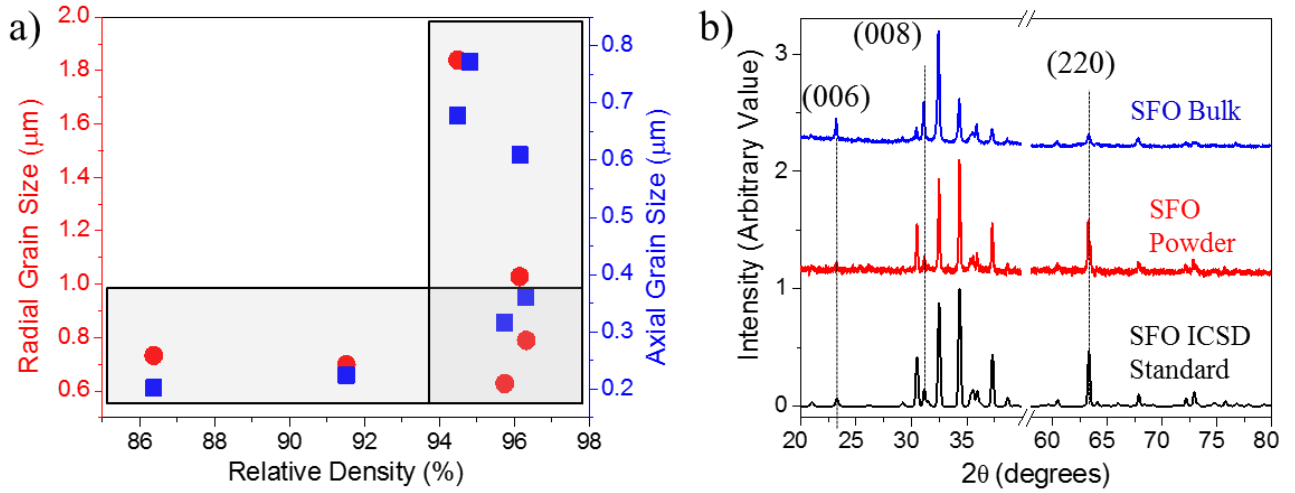 a)
Radial Grain Size (μm)
2.0
1.8
1.6
1.4
1.2
1.0
0.8
0.6
86 88 90 92 94 96 98
Relative Density (%)
0.8
0.7
0.6
0.5
0.4
0.3
0.2
Axial Grain Size (μm)
b)
Intensity (Arbitrary Value)
3
2
1
0
(006)
(008)
(220)
SFO Bulk
SFO
Powder
SFO ICSD
Standard
20 25 30 35 60 65 70 75 80
2θ (degrees)